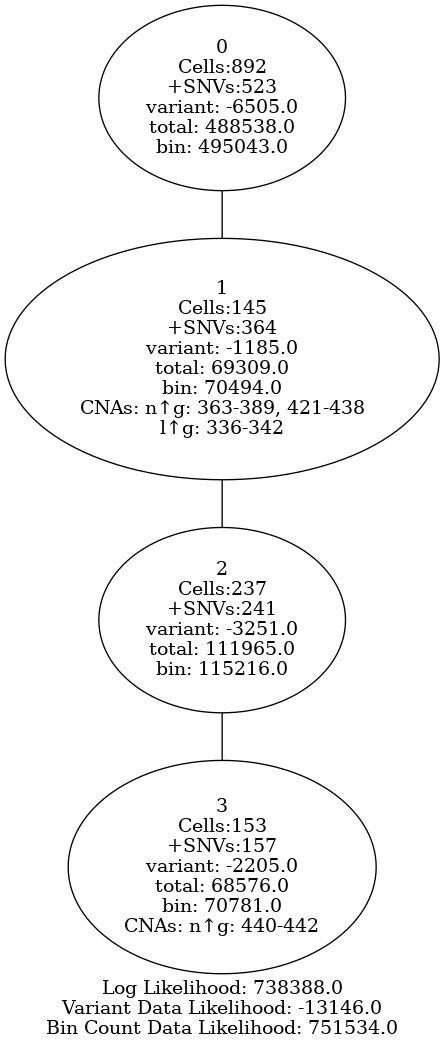 0
Cells:892
+SNVs:523
variant: -6505.0
total: 488538.0
bin: 495043.0
1
Cells:145
+SNVs:364
variant: -1185.0
total: 69309.0
bin: 70494.0
CNAs: n↑g: 363-389, 421-438
l↑g: 336-342
2
Cells:237
+SNVs:241
variant: -3251.0
total: 111965.0
bin: 115216.0
3
Cells:153
+SNVs:157
variant: -2205.0
total: 68576.0
bin: 70781.0
CNAs: n↑g: 440-442
Log Likelihood: 738388.0
Variant Data Likelihood: -13146.0
Bin Count Data Likelihood: 751534.0